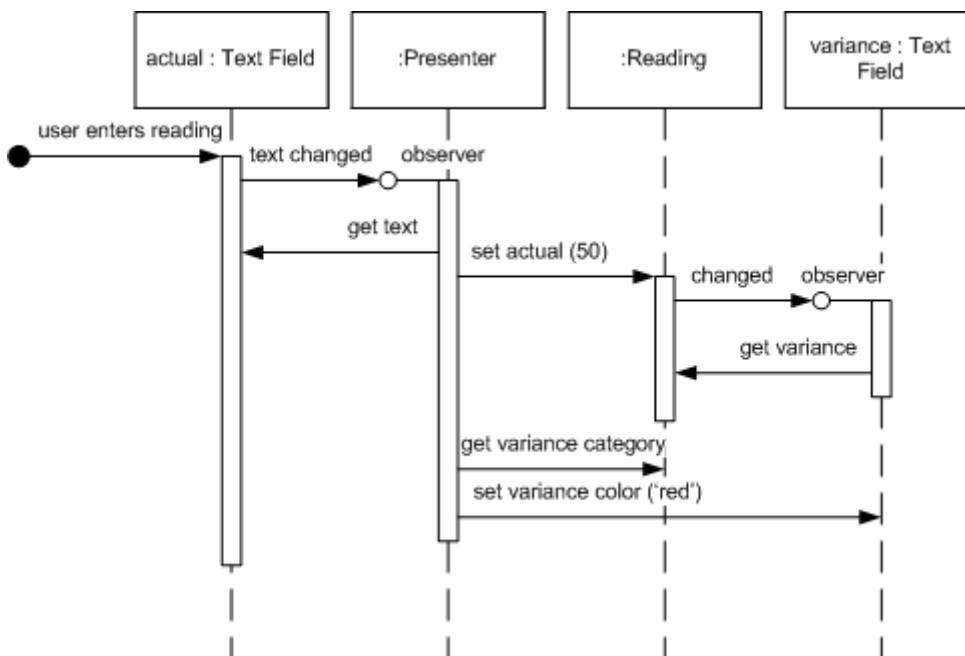 actual : Text Field
:Presenter
:Reading
variance : Text
Field
user enters reading
text changed
observer
get text
set actual (50)
changed
observer
get variance
get variance category
set variance color (‘red’)